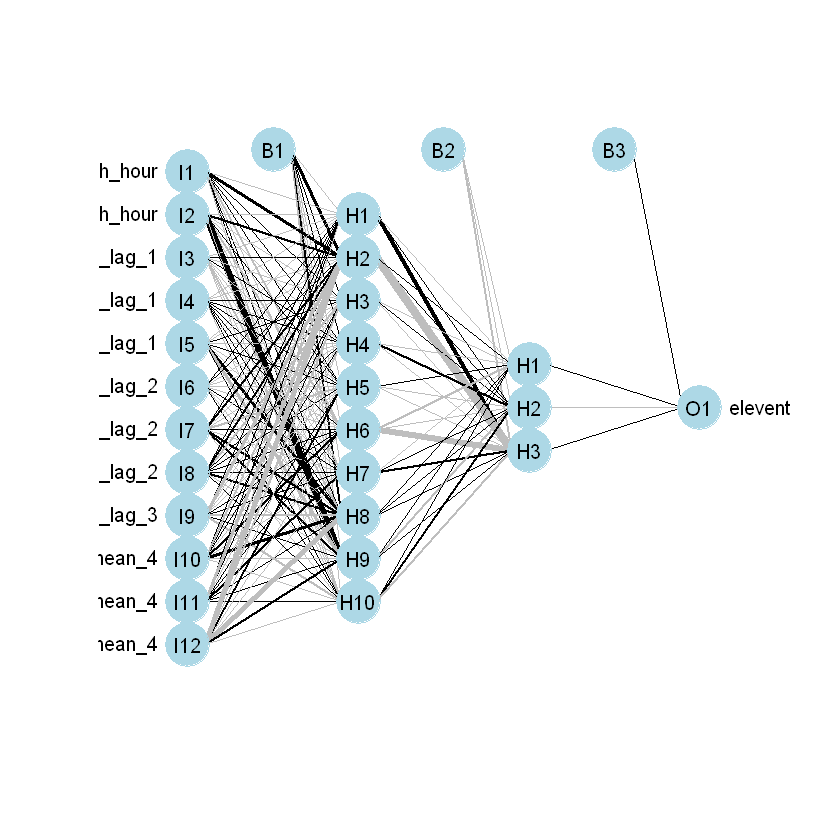 B1 B2 B3
h_hour I1
h_hour I2 H1
_lag_1 I3 H2
_lag_1 I4 H3
_lag_1 I5 H4 H1
_lag_2 I6 H5
_lag_2 I7 H6 H2 O1 elevent
_lag_2 I8 H7 H3
_lag_3 I9 H8
nean_4 I10 H9
nean_4 I11 H10
nean_4 I12